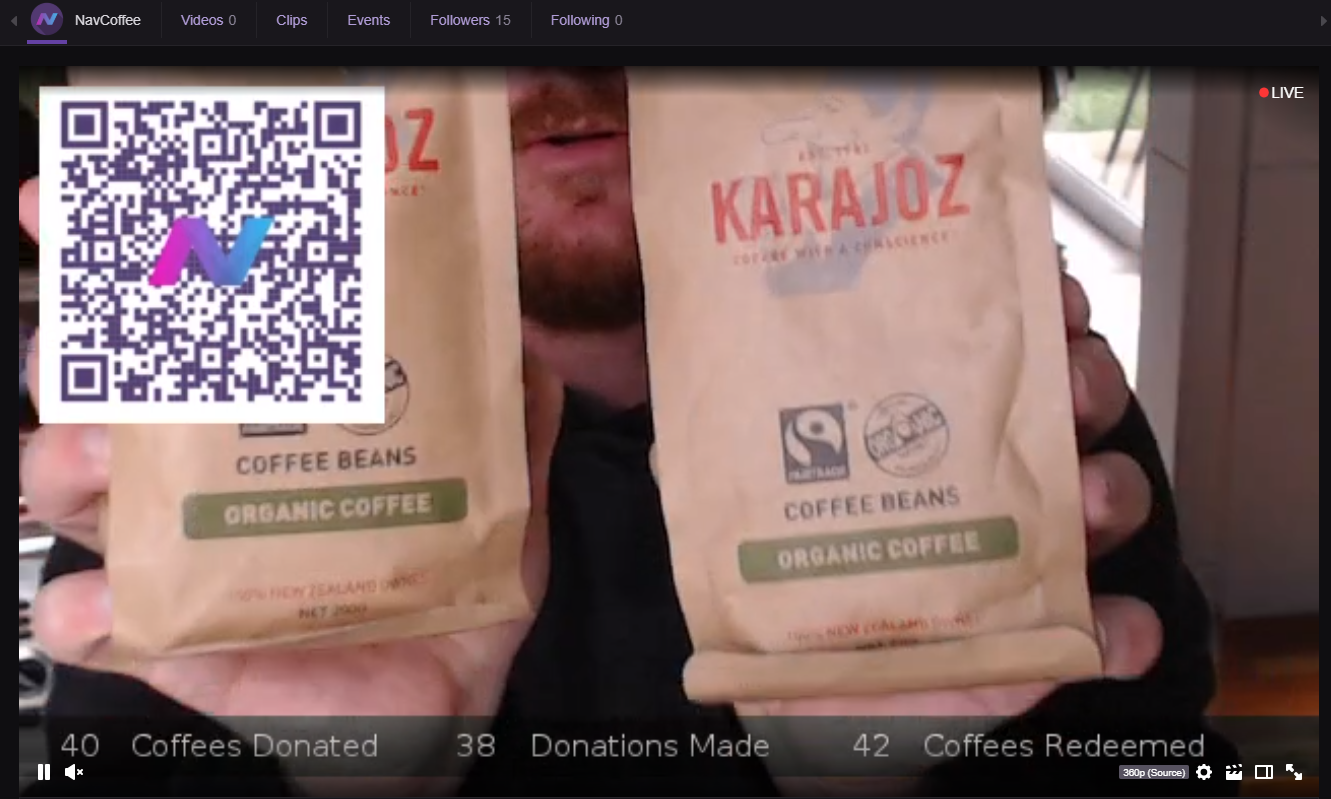 NavCoffee
Videos 0
Clips
Events
Followers 15
Following 0
LIVE
OZ
COFFEE BEANS
ORGANIC COFFEE
100% NEW ZEALAND OWNED
NET 200G
KARAJOZ
COFFEE WITH A CONSCIENCE
FAIRTRADE
COFFEE BEANS
ORGANIC COFFEE
100% NEW ZEALAND OWNED
40 Coffees Donated
38 Donations Made
42 Coffees Redeemed
360p (Source)